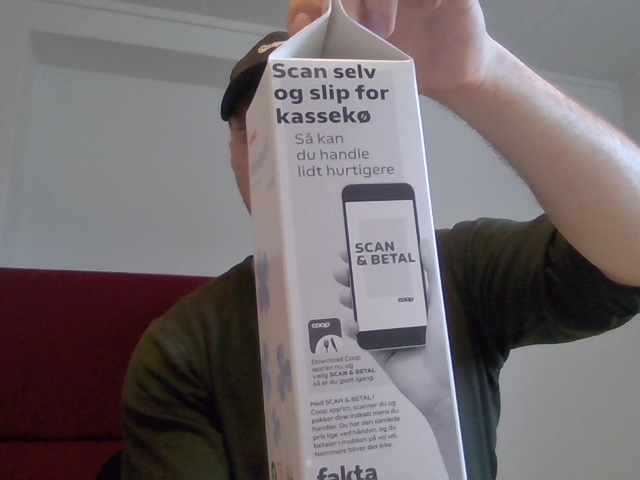 Scan selv
og slip for
kassekø
Så kan
du handle
lidt hurtigere
SCAN
& BETAL
coop
coop
Download Coop
app'en nu, og
vælg SCAN & BETAL
så er du godt igang.
Med SCAN & BETAL i
Coop app'en, scanner du og
pakker dine indkøb mens du
handler. Du har den samlede
pris lige ved hånden, og du
betaler i mobilen på vej ud.
Nemmere bliver det ikke.
fakta